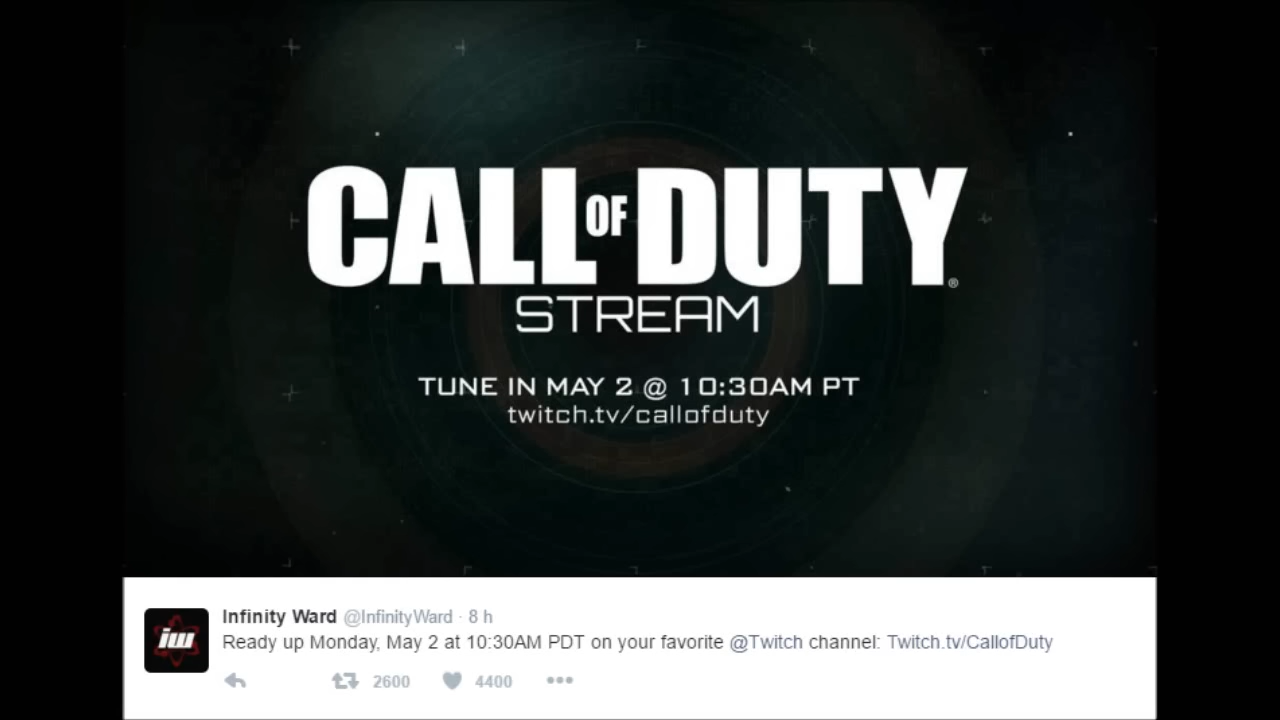 CALL OF DUTY®
STREAM
TUNE IN MAY 2 @ 10:30AM PT
twitch.tv/callofduty
iw
Infinity Ward @InfinityWard · 8 h
Ready up Monday, May 2 at 10:30AM PDT on your favorite @Twitch channel: Twitch.tv/CallofDuty
2600 4400